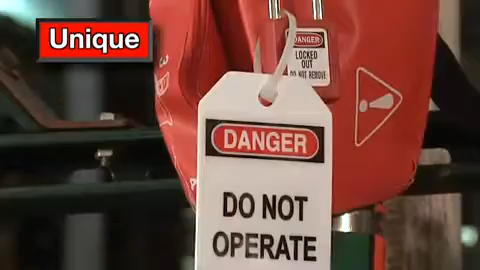 Unique
DANGER
LOCKED
OUT
DO NOT REMOVE
DANGER
DO NOT
OPERATE